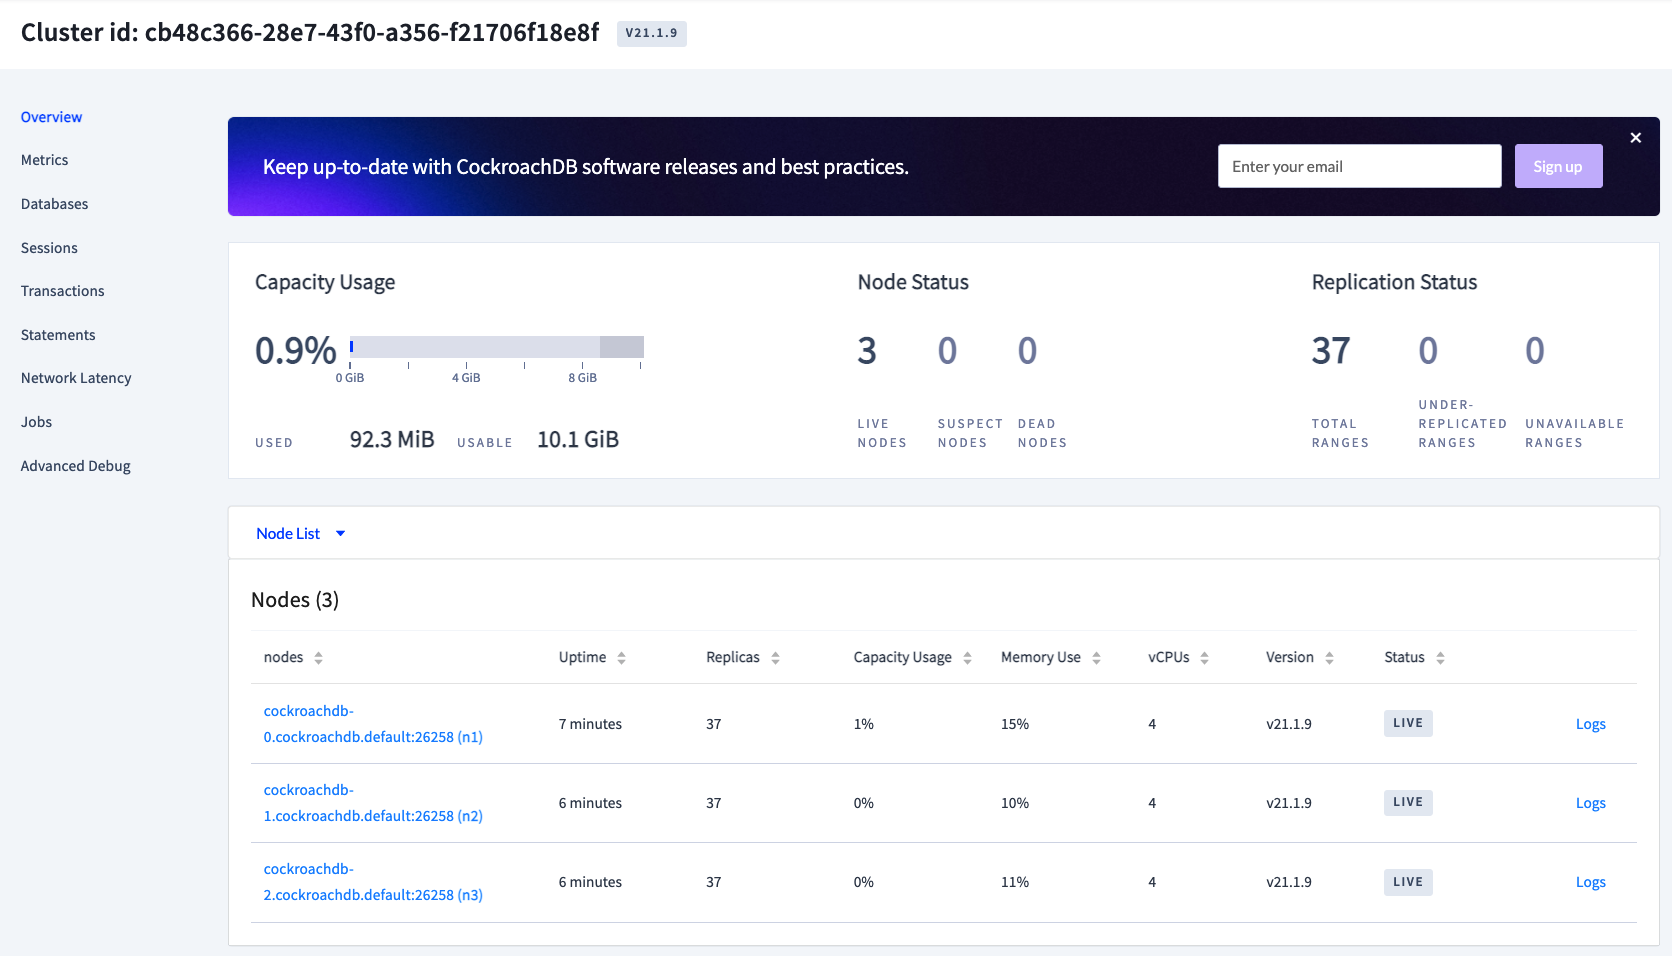 Cluster id: cb48c366-28e7-43f0-a356-f21706f18e8f V21.1.9
Overview
Metrics
Databases
Sessions
Transactions
Statements
Network Latency
Jobs
Advanced Debug
Keep up-to-date with CockroachDB software releases and best practices.
Enter your email
Sign up
Capacity Usage
0.9%
0 GiB 4 GiB 8 GiB
USED 92.3 MiB USABLE 10.1 GiB
Node Status
3 0 0
LIVE NODES
SUSPECT NODES
DEAD NODES
Replication Status
37 0 0
TOTAL RANGES
UNDER-REPLICATED RANGES
UNAVAILABLE RANGES
Node List
Nodes (3)
nodes Uptime Replicas Capacity Usage Memory Use vCPUs Version Status
cockroachdb-
0.cockroachdb.default:26258 (n1) 7 minutes 37 1% 15% 4 v21.1.9 LIVE Logs
cockroachdb-
1.cockroachdb.default:26258 (n2) 6 minutes 37 0% 10% 4 v21.1.9 LIVE Logs
cockroachdb-
2.cockroachdb.default:26258 (n3) 6 minutes 37 0% 11% 4 v21.1.9 LIVE Logs